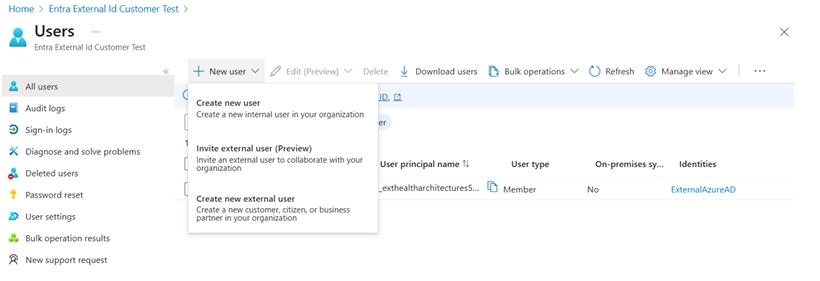 Home > Entra External Id Customer Test >
Users
...
Entra External Id Customer Test
«
All users
Audit logs
Sign-in logs
Diagnose and solve problems
Deleted users
Password reset
User settings
Bulk operation results
New support request
+ New user
Edit (Preview)
Delete
Download users
Bulk operations
Refresh
Manage view
...
Create new user
Create a new internal user in your organization
Invite external user (Preview)
Invite an external user to collaborate with your
organization
Create new external user
Create a new customer, citizen, or business
partner in your organization
ID.
er
1
User principal name
User type
On-premises sy...
Identities
_exthealtharchitectures5...
Member
No
ExternalAzureAD